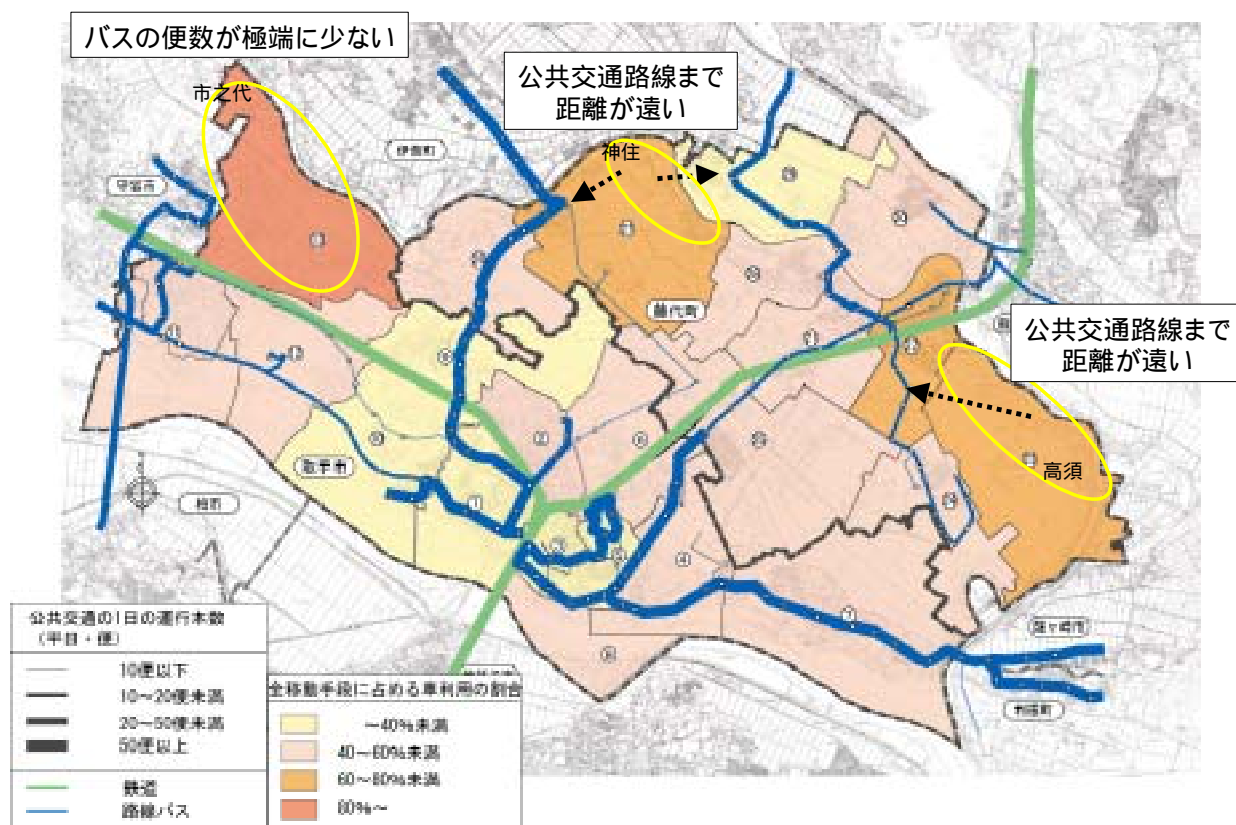 バスの便数が極端に少ない
市之代
公共交通路線まで
距離が遠い
神住
伊奈町
守谷市
藤代町
公共交通路線まで
距離が遠い
高須
取手市
柏市
龍ヶ崎市
利根町
公共交通の1日の運行本数
(平日・便)
10便以下
10～20便未満
20～50便未満
50便以上
鉄道
路線バス
全移動手段に占める車利用の割合
～40%未満
40～60%未満
60～80%未満
80%～